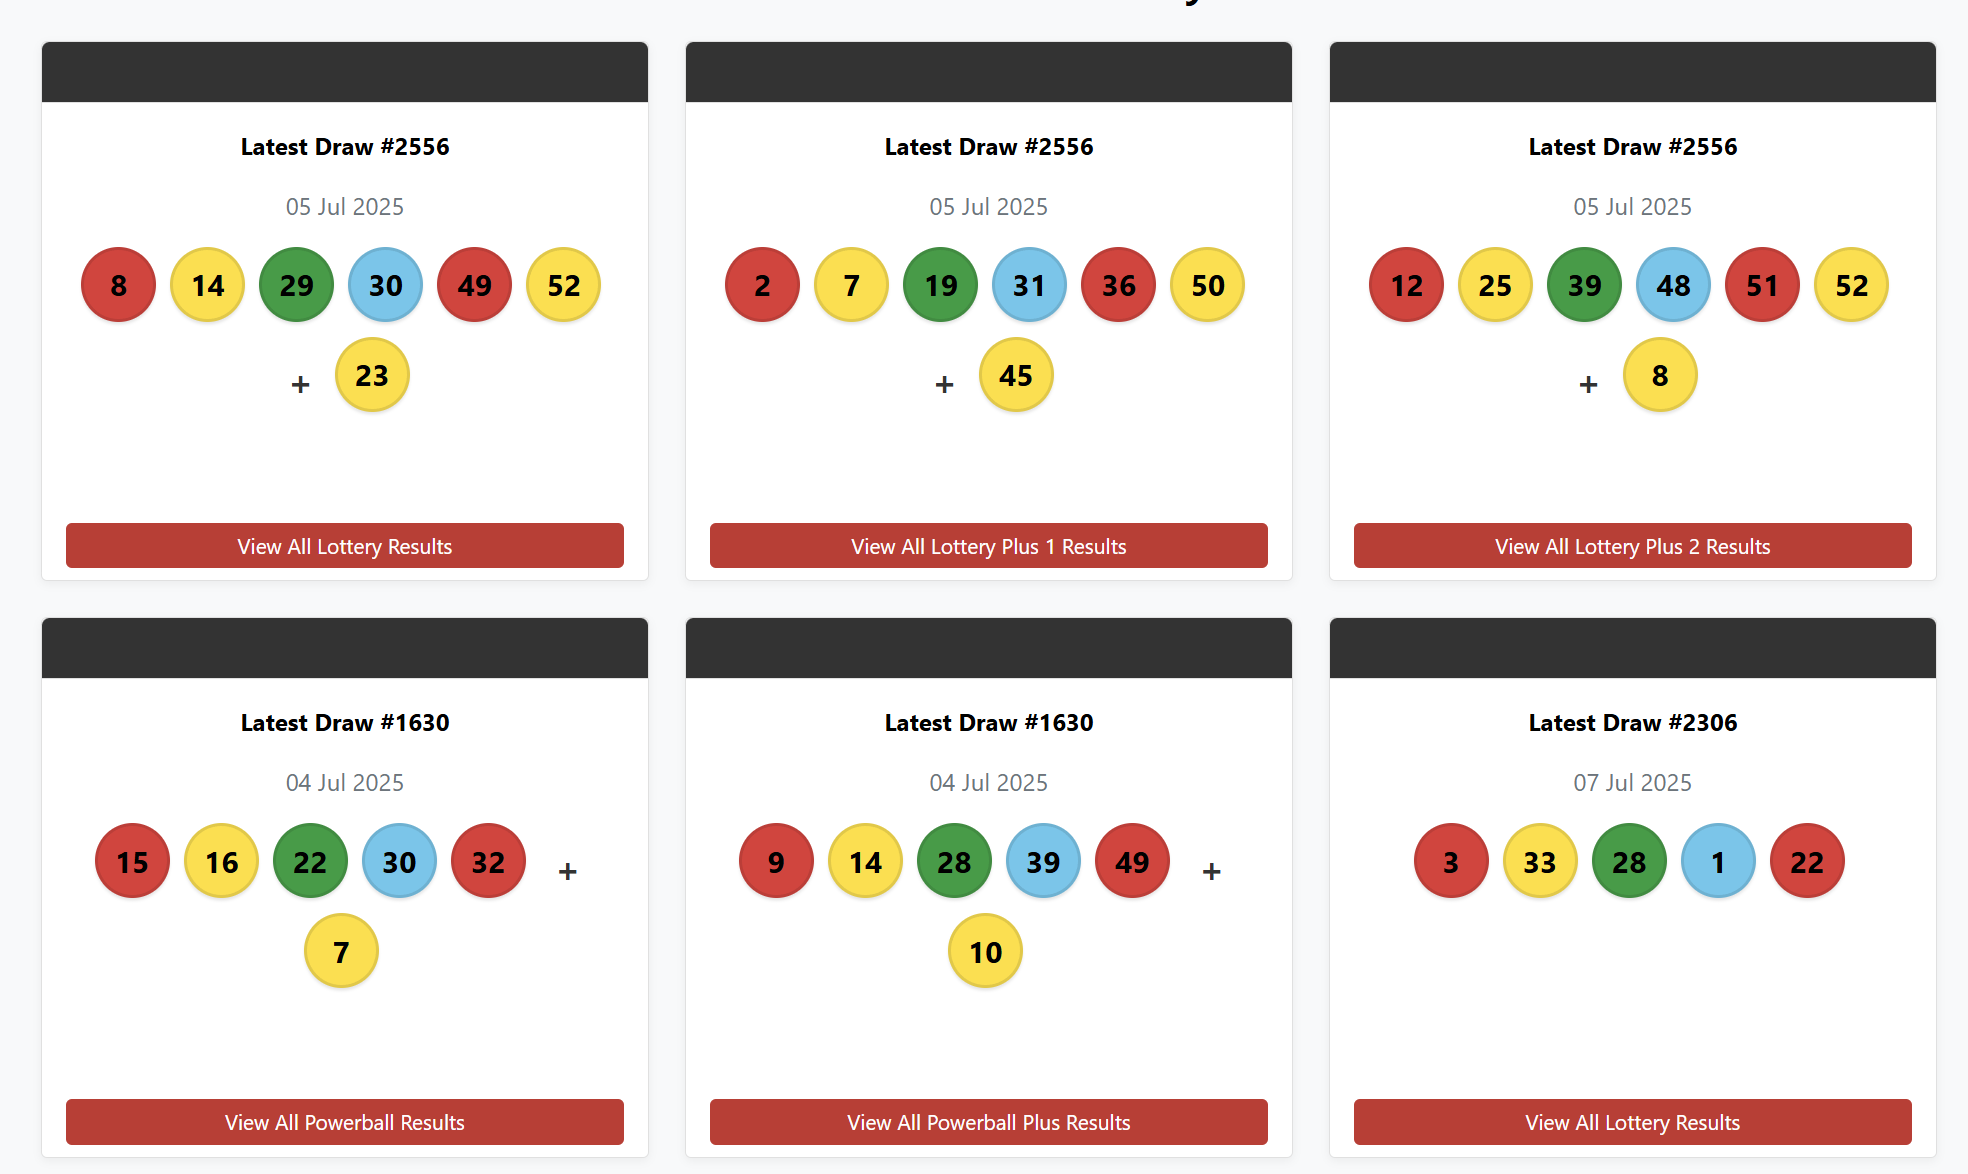 Latest Draw #2556
05 Jul 2025
8 14 29 30 49 52
+ 23
View All Lottery Results
Latest Draw #2556
05 Jul 2025
2 7 19 31 36 50
+ 45
View All Lottery Plus 1 Results
Latest Draw #2556
05 Jul 2025
12 25 39 48 51 52
+ 8
View All Lottery Plus 2 Results
Latest Draw #1630
04 Jul 2025
15 16 22 30 32 +
7
View All Powerball Results
Latest Draw #1630
04 Jul 2025
9 14 28 39 49 +
10
View All Powerball Plus Results
Latest Draw #2306
07 Jul 2025
3 33 28 1 22
View All Lottery Results